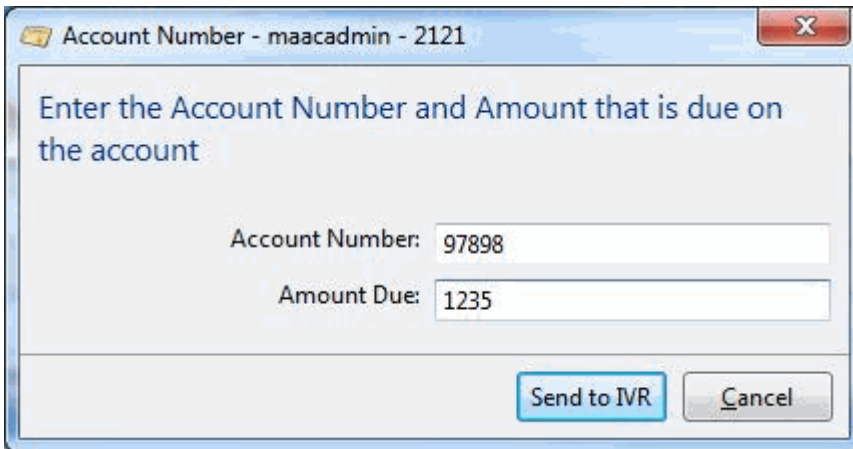 Account Number - maacadmin - 2121
Enter the Account Number and Amount that is due on
the account
Account Number: 97898
Amount Due: 1235
Send to IVR Cancel